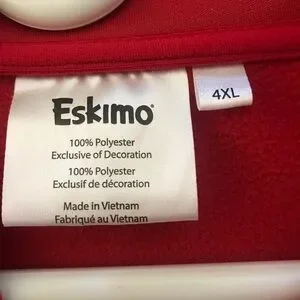 Eskimo®
4XL
100% Polyester
Exclusive of Decoration
100% Polyester
Exclusif de décoration
Made in Vietnam
Fabriqué au Vietnam